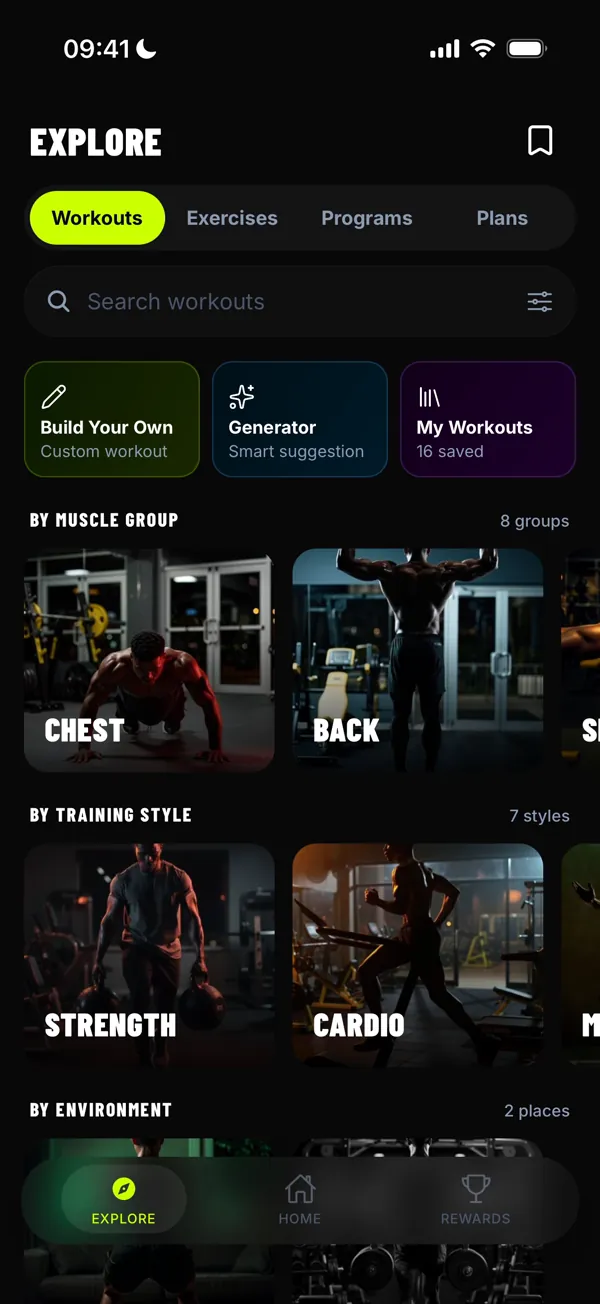 09:41
EXPLORE
Workouts Exercises Programs Plans
Search workouts
Build Your Own Generator My Workouts
Custom workout Smart suggestion 16 saved
BY MUSCLE GROUP 8 groups
CHEST BACK
BY TRAINING STYLE 7 styles
STRENGTH CARDIO
BY ENVIRONMENT 2 places
EXPLORE HOME REWARDS